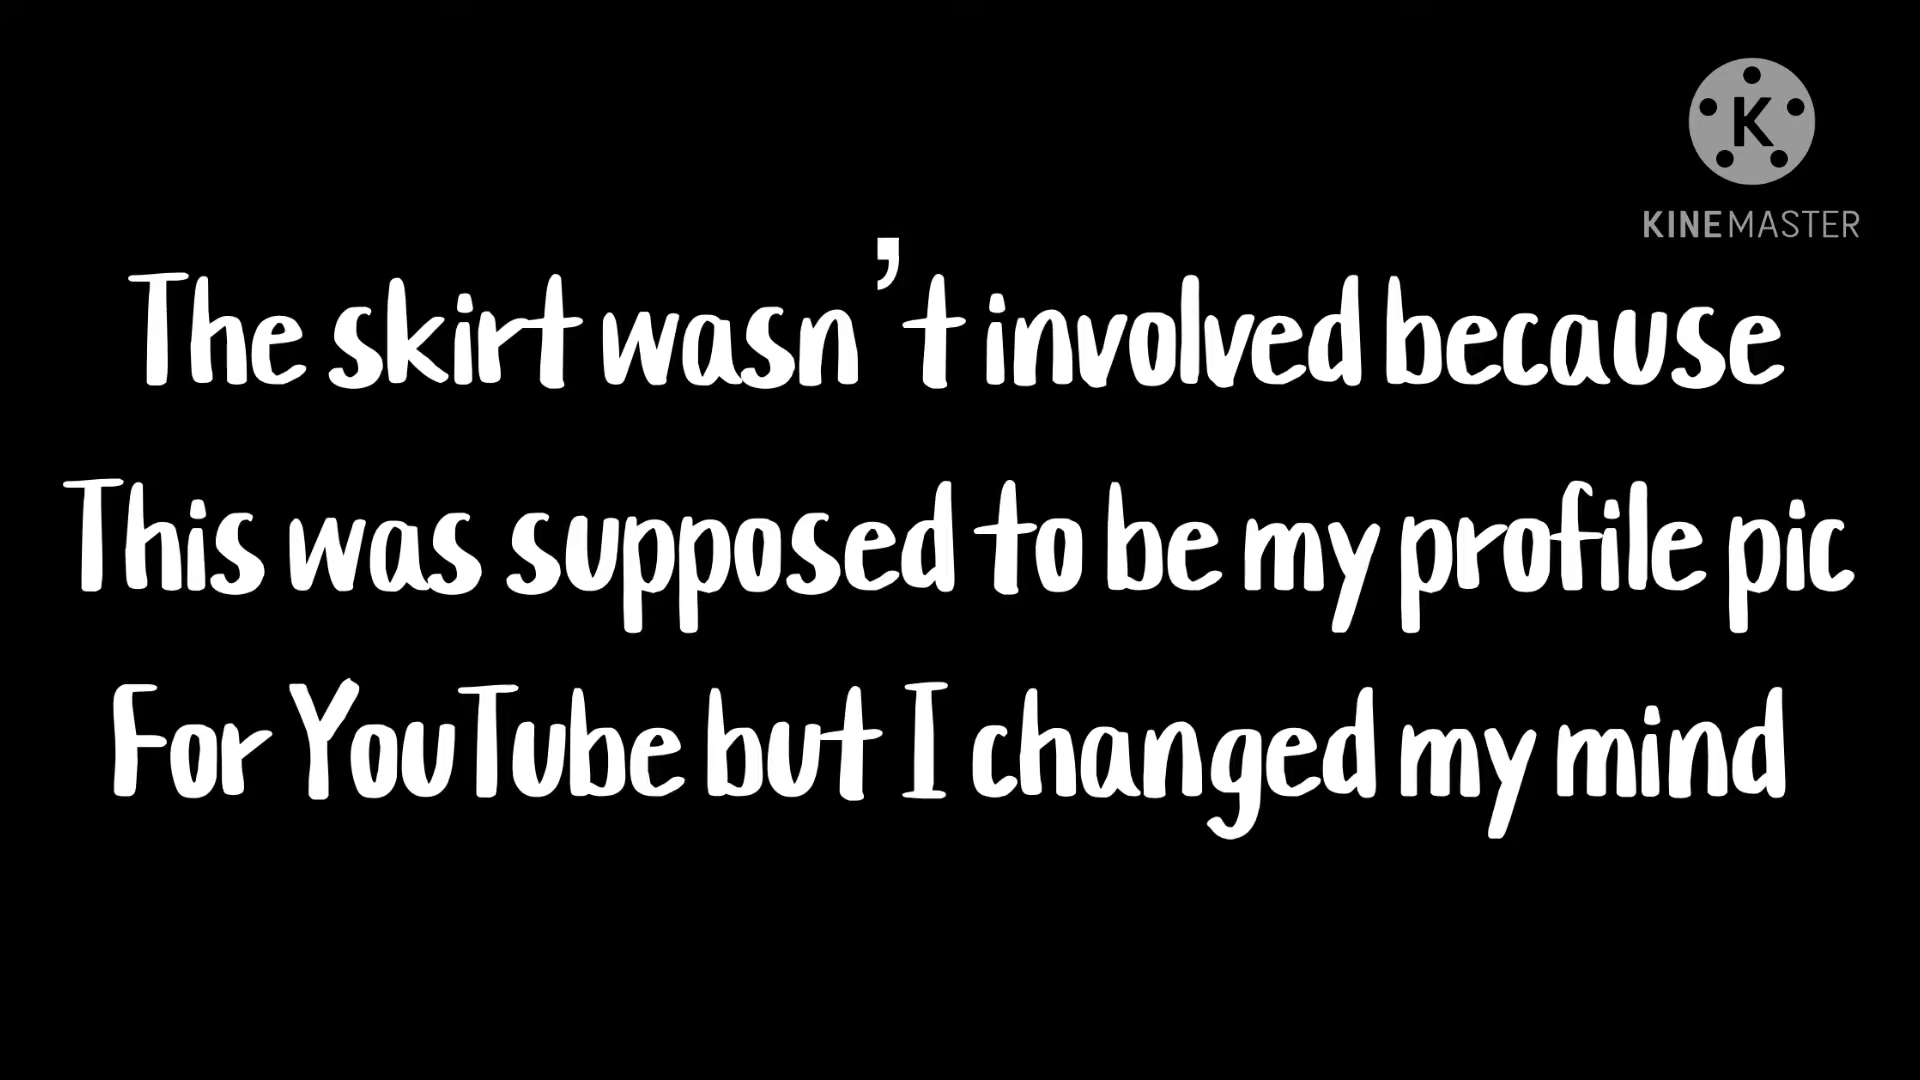 K
KINEMASTER
The skirt wasn't involved because
This was supposed to be my profile pic
For YouTube but I changed my mind